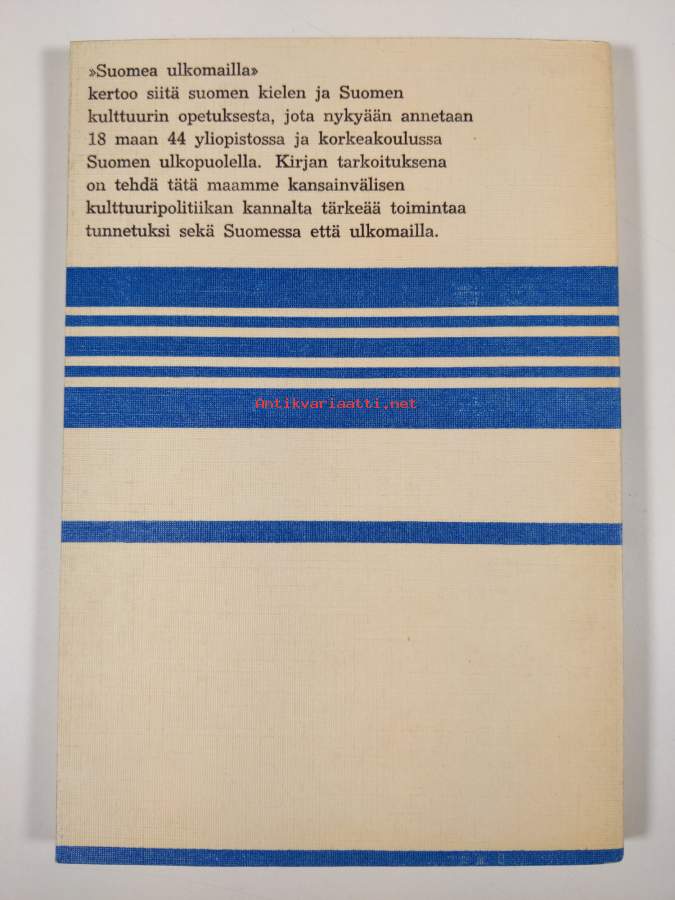 »Suomea ulkomailla»
kertoo siitä suomen kielen ja Suomen
kulttuurin opetuksesta, jota nykyään annetaan
18 maan 44 yliopistossa ja korkeakoulussa
Suomen ulkopuolella. Kirjan tarkoituksena
on tehdä tätä maamme kansainvälisen
kulttuuripolitiikan kannalta tärkeää toimintaa
tunnetuksi sekä Suomessa että ulkomailla.
Antikvariaatti.net